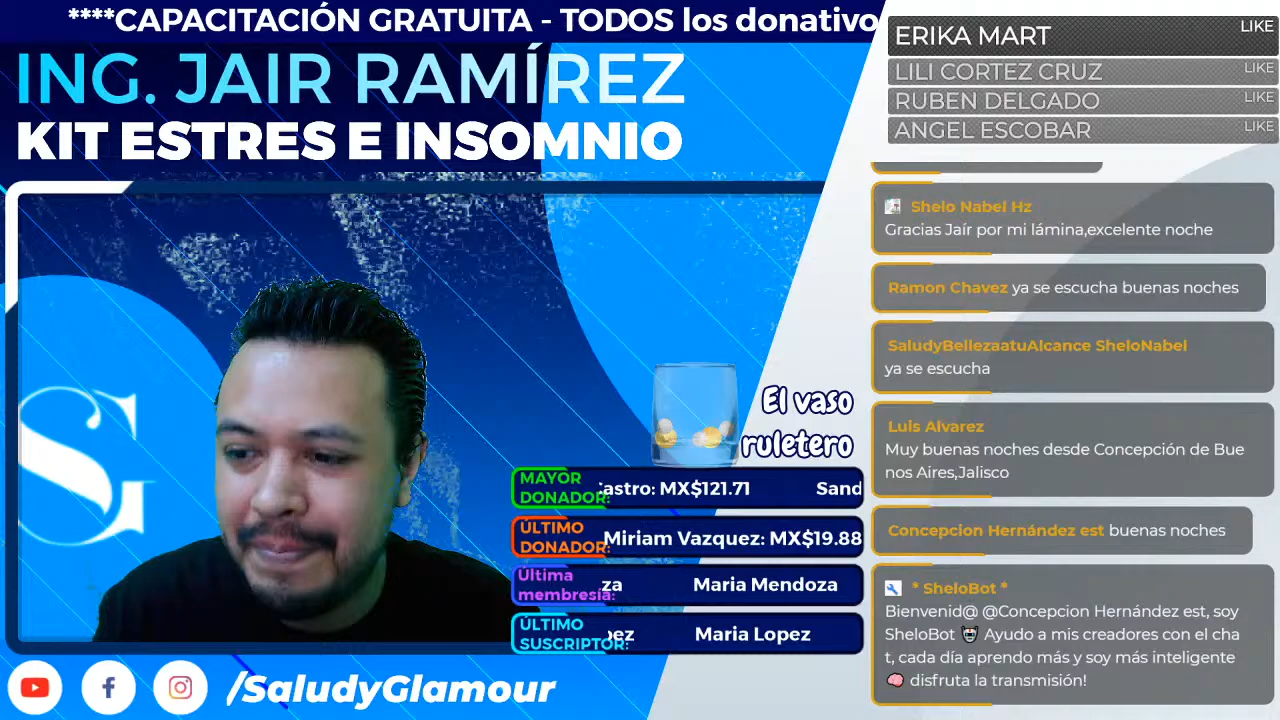 ****CAPACITACIÓN GRATUITA - TODOS los donativo
ING. JAIR RAMÍREZ
KIT ESTRES E INSOMNIO
S
El vaso
ruletero
MAYOR
DONADOR:
astro: MX$121.71 Sand
ÚLTIMO
DONADOR:
Miriam Vazquez: MX$19.88
Última
membresía:
za Maria Mendoza
ÚLTIMO
SUSCRIPTOR:
ez Maria Lopez
/SaludyGlamour
ERIKA MART LIKE
LILI CORTEZ CRUZ LIKE
RUBEN DELGADO LIKE
ANGEL ESCOBAR LIKE
Shelo Nabel Hz
Gracias Jaír por mi lámina,excelente noche
Ramon Chavez ya se escucha buenas noches
SaludyBellezaatuAlcance SheloNabel
ya se escucha
Luis Alvarez
Muy buenas noches desde Concepción de Bue
nos Aires,Jalisco
Concepcion Hernández est buenas noches
* SheloBot *
Bienvenid@ @Concepcion Hernández est, soy
SheloBot 🤖 Ayudo a mis creadores con el cha
t, cada día aprendo más y soy más inteligente
🧠 disfruta la transmisión!